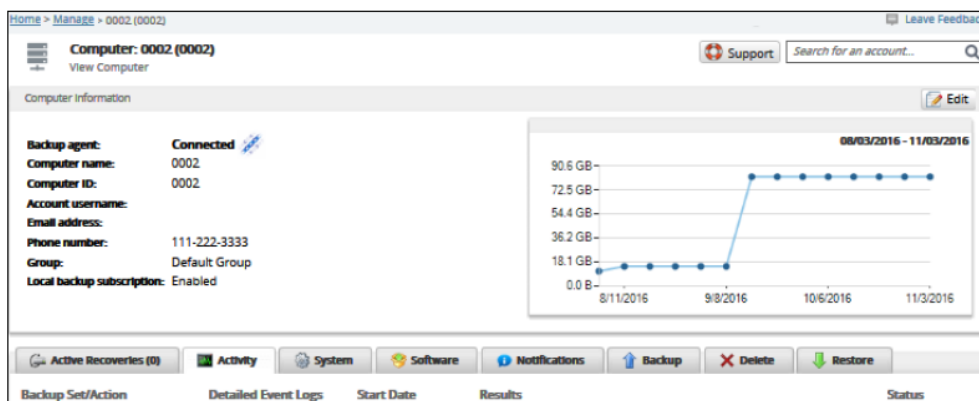 Home > Manage > 0002 (0002)
Leave Feedbac
Computer: 0002 (0002)
View Computer
Support
Search for an account...
Computer Information
Edit
Backup agent: Connected
Computer name: 0002
Computer ID: 0002
Account username:
Email address:
Phone number: 111-222-3333
Group: Default Group
Local backup subscription: Enabled
08/03/2016 - 11/03/2016
90.6 GB
72.5 GB
54.4 GB
36.2 GB
18.1 GB
0.0 B
8/11/2016 9/8/2016 10/6/2016 11/3/2016
Active Recoveries (0) Activity System Software Notifications Backup Delete Restore
Backup Set/Action Detailed Event Logs Start Date Results Status